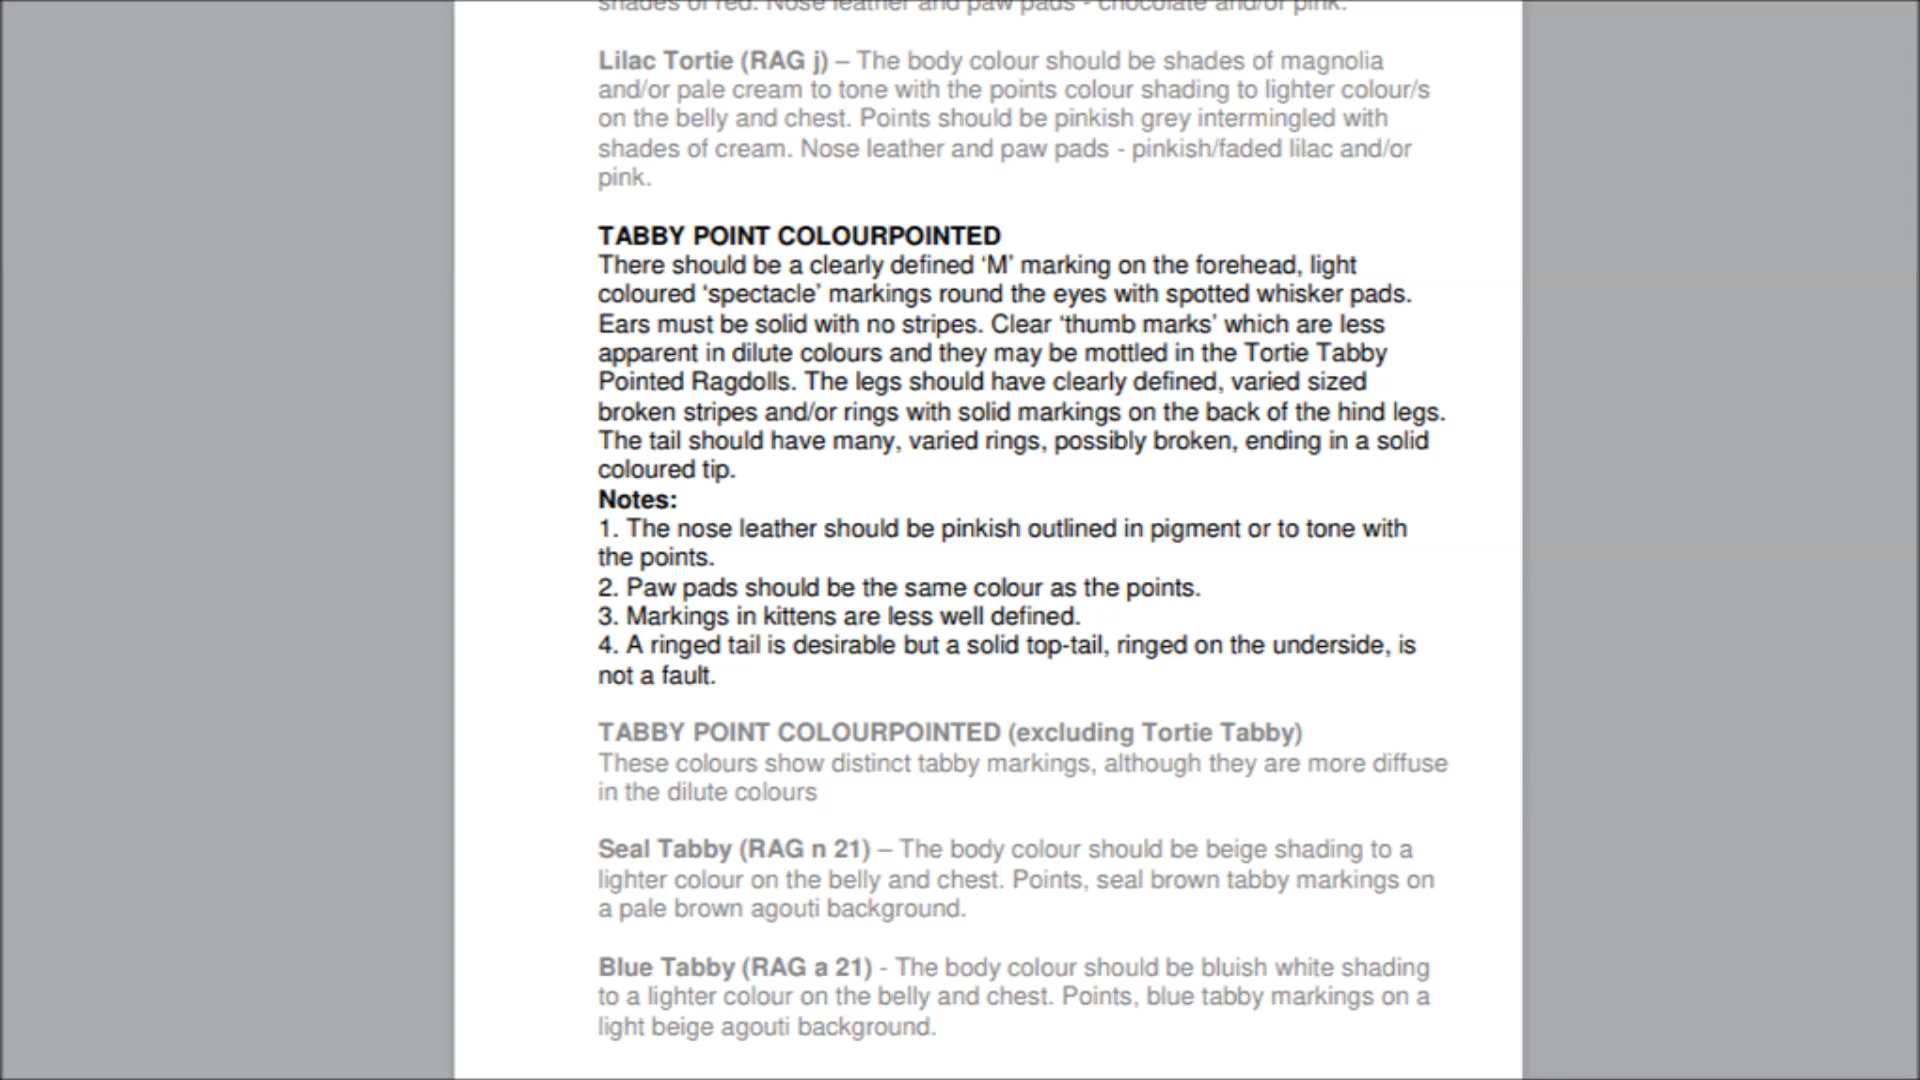 shades of red. Nose leather and paw pads - chocolate and/or pink.
Lilac Tortie (RAG j) – The body colour should be shades of magnolia
and/or pale cream to tone with the points colour shading to lighter colour/s
on the belly and chest. Points should be pinkish grey intermingled with
shades of cream. Nose leather and paw pads - pinkish/faded lilac and/or
pink.
TABBY POINT COLOURPOINTED
There should be a clearly defined ‘M’ marking on the forehead, light
coloured ‘spectacle’ markings round the eyes with spotted whisker pads.
Ears must be solid with no stripes. Clear ‘thumb marks’ which are less
apparent in dilute colours and they may be mottled in the Tortie Tabby
Pointed Ragdolls. The legs should have clearly defined, varied sized
broken stripes and/or rings with solid markings on the back of the hind legs.
The tail should have many, varied rings, possibly broken, ending in a solid
coloured tip.
Notes:
1. The nose leather should be pinkish outlined in pigment or to tone with
the points.
2. Paw pads should be the same colour as the points.
3. Markings in kittens are less well defined.
4. A ringed tail is desirable but a solid top-tail, ringed on the underside, is
not a fault.
TABBY POINT COLOURPOINTED (excluding Tortie Tabby)
These colours show distinct tabby markings, although they are more diffuse
in the dilute colours
Seal Tabby (RAG n 21) – The body colour should be beige shading to a
lighter colour on the belly and chest. Points, seal brown tabby markings on
a pale brown agouti background.
Blue Tabby (RAG a 21) - The body colour should be bluish white shading
to a lighter colour on the belly and chest. Points, blue tabby markings on a
light beige agouti background.